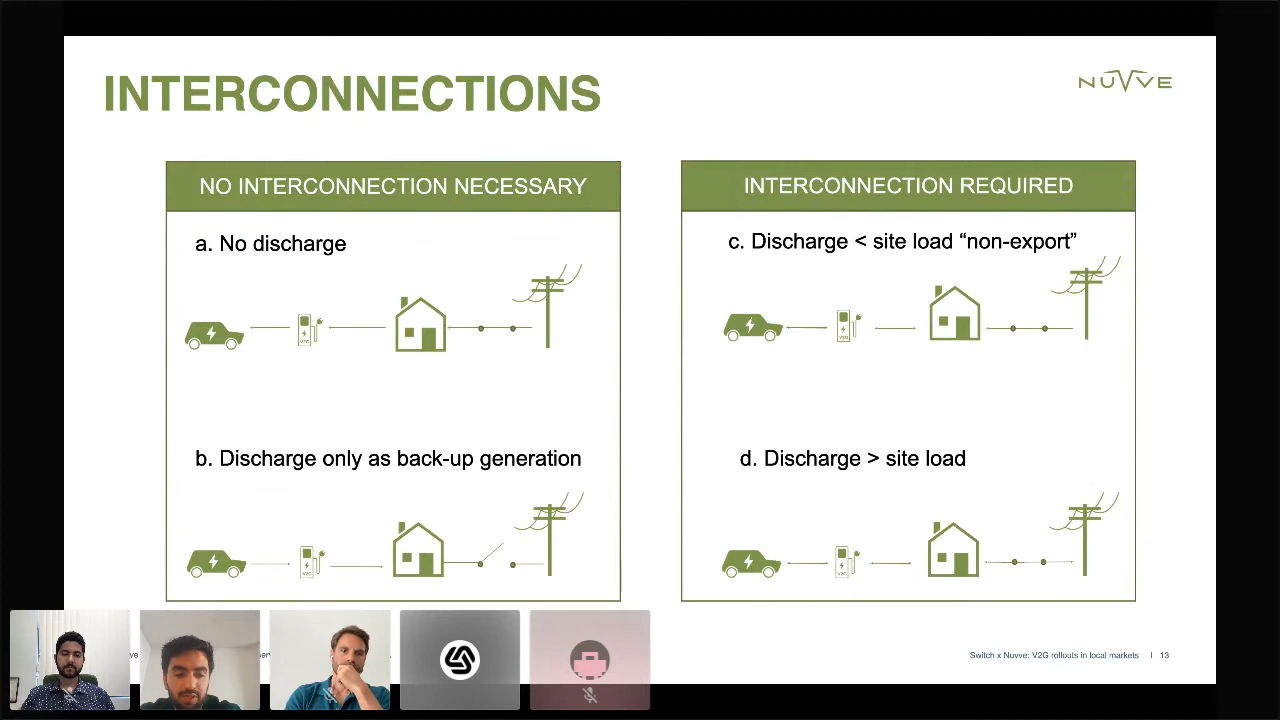 INTERCONNECTIONS
NUVVE
NO INTERCONNECTION NECESSARY
a. No discharge
b. Discharge only as back-up generation
INTERCONNECTION REQUIRED
c. Discharge < site load “non-export”
d. Discharge > site load
Switch x Nuvve: V2G rollouts in local markets | 13